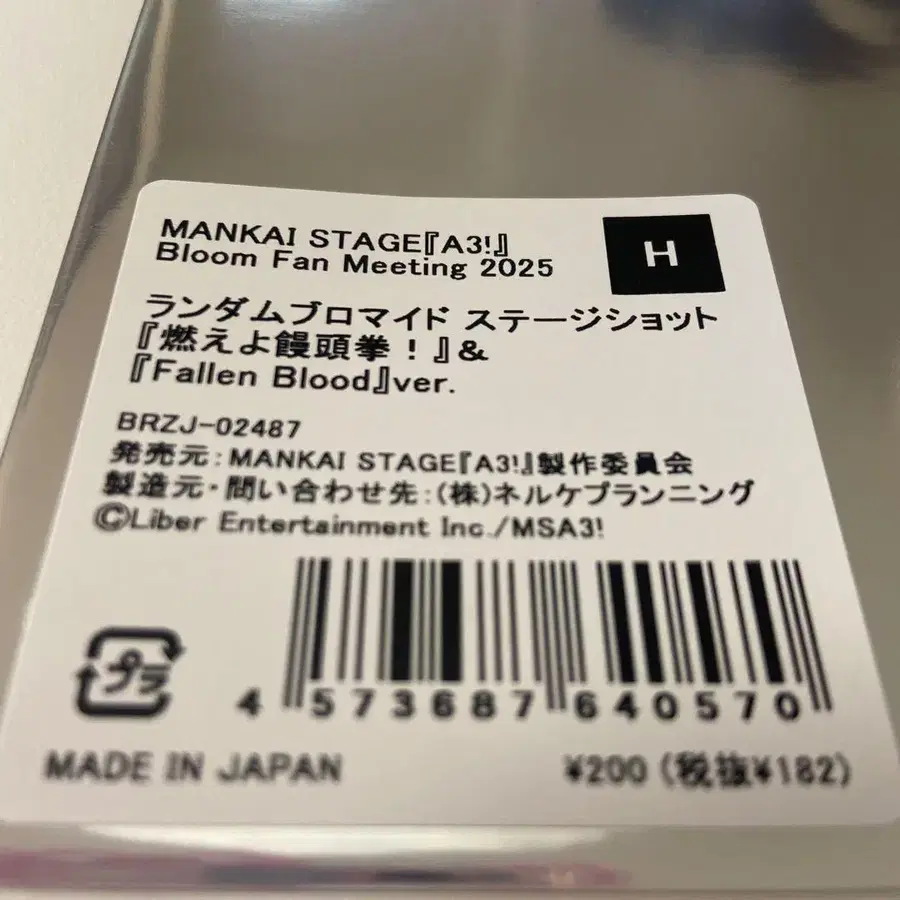 MANKAI STAGE『A3!』
Bloom Fan Meeting 2025
H
ランダムブロマイド ステージショット
『燃えよ饅頭拳！』&
『Fallen Blood』ver.
BRZJ-02487
発売元:MANKAI STAGE『A3!』製作委員会
製造元・問い合わせ先:(株)ネルケプランニング
©Liber Entertainment Inc./MSA3!
プラ
4 573687 640570
MADE IN JAPAN
¥200(税抜¥182)